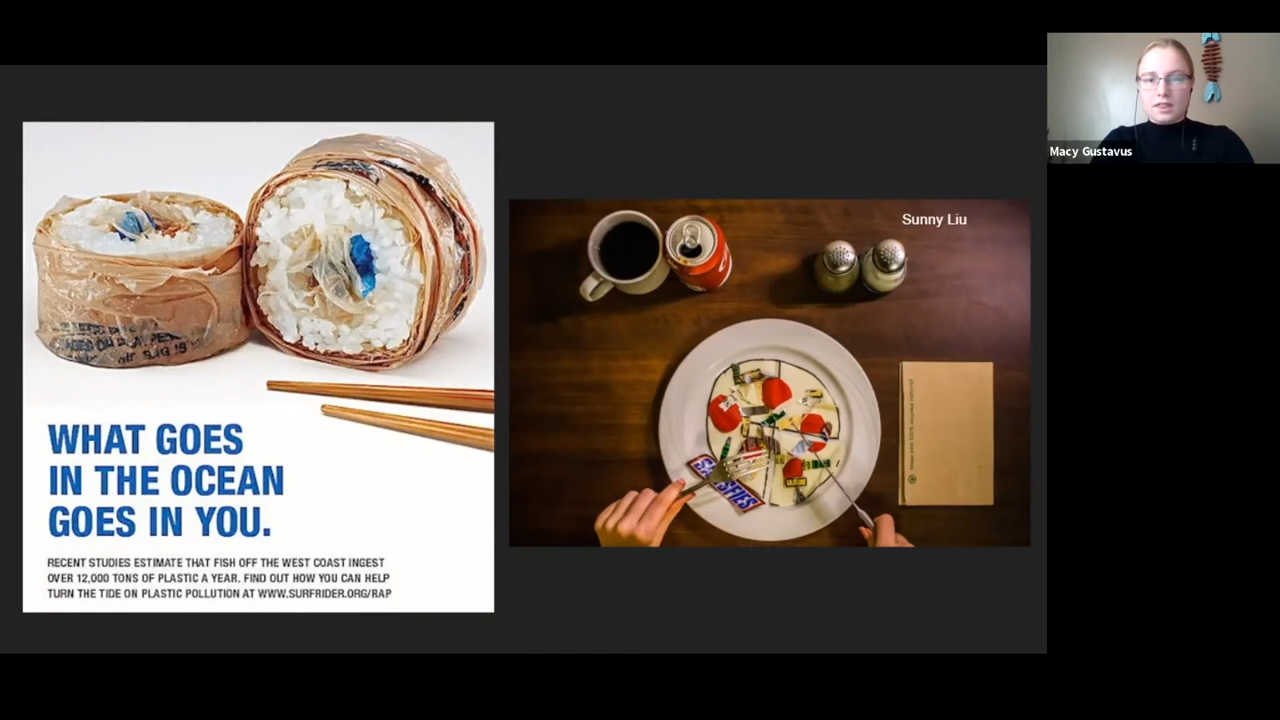 Macy Gustavus
Sunny Liu
WHAT GOES
IN THE OCEAN
GOES IN YOU.
RECENT STUDIES ESTIMATE THAT FISH OFF THE WEST COAST INGEST
OVER 12,000 TONS OF PLASTIC A YEAR. FIND OUT HOW YOU CAN HELP
TURN THE TIDE ON PLASTIC POLLUTION AT WWW.SURFRIDER.ORG/RAP